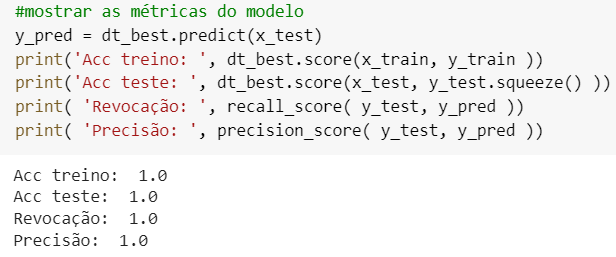 #mostrar as métricas do modelo
y_pred = dt_best.predict(x_test)
print('Acc treino: ', dt_best.score(x_train, y_train ))
print('Acc teste: ', dt_best.score(x_test, y_test.squeeze() ))
print( 'Revocação: ', recall_score( y_test, y_pred ))
print( 'Precisão: ', precision_score( y_test, y_pred ))
Acc treino:  1.0
Acc teste:  1.0
Revocação:  1.0
Precisão:  1.0